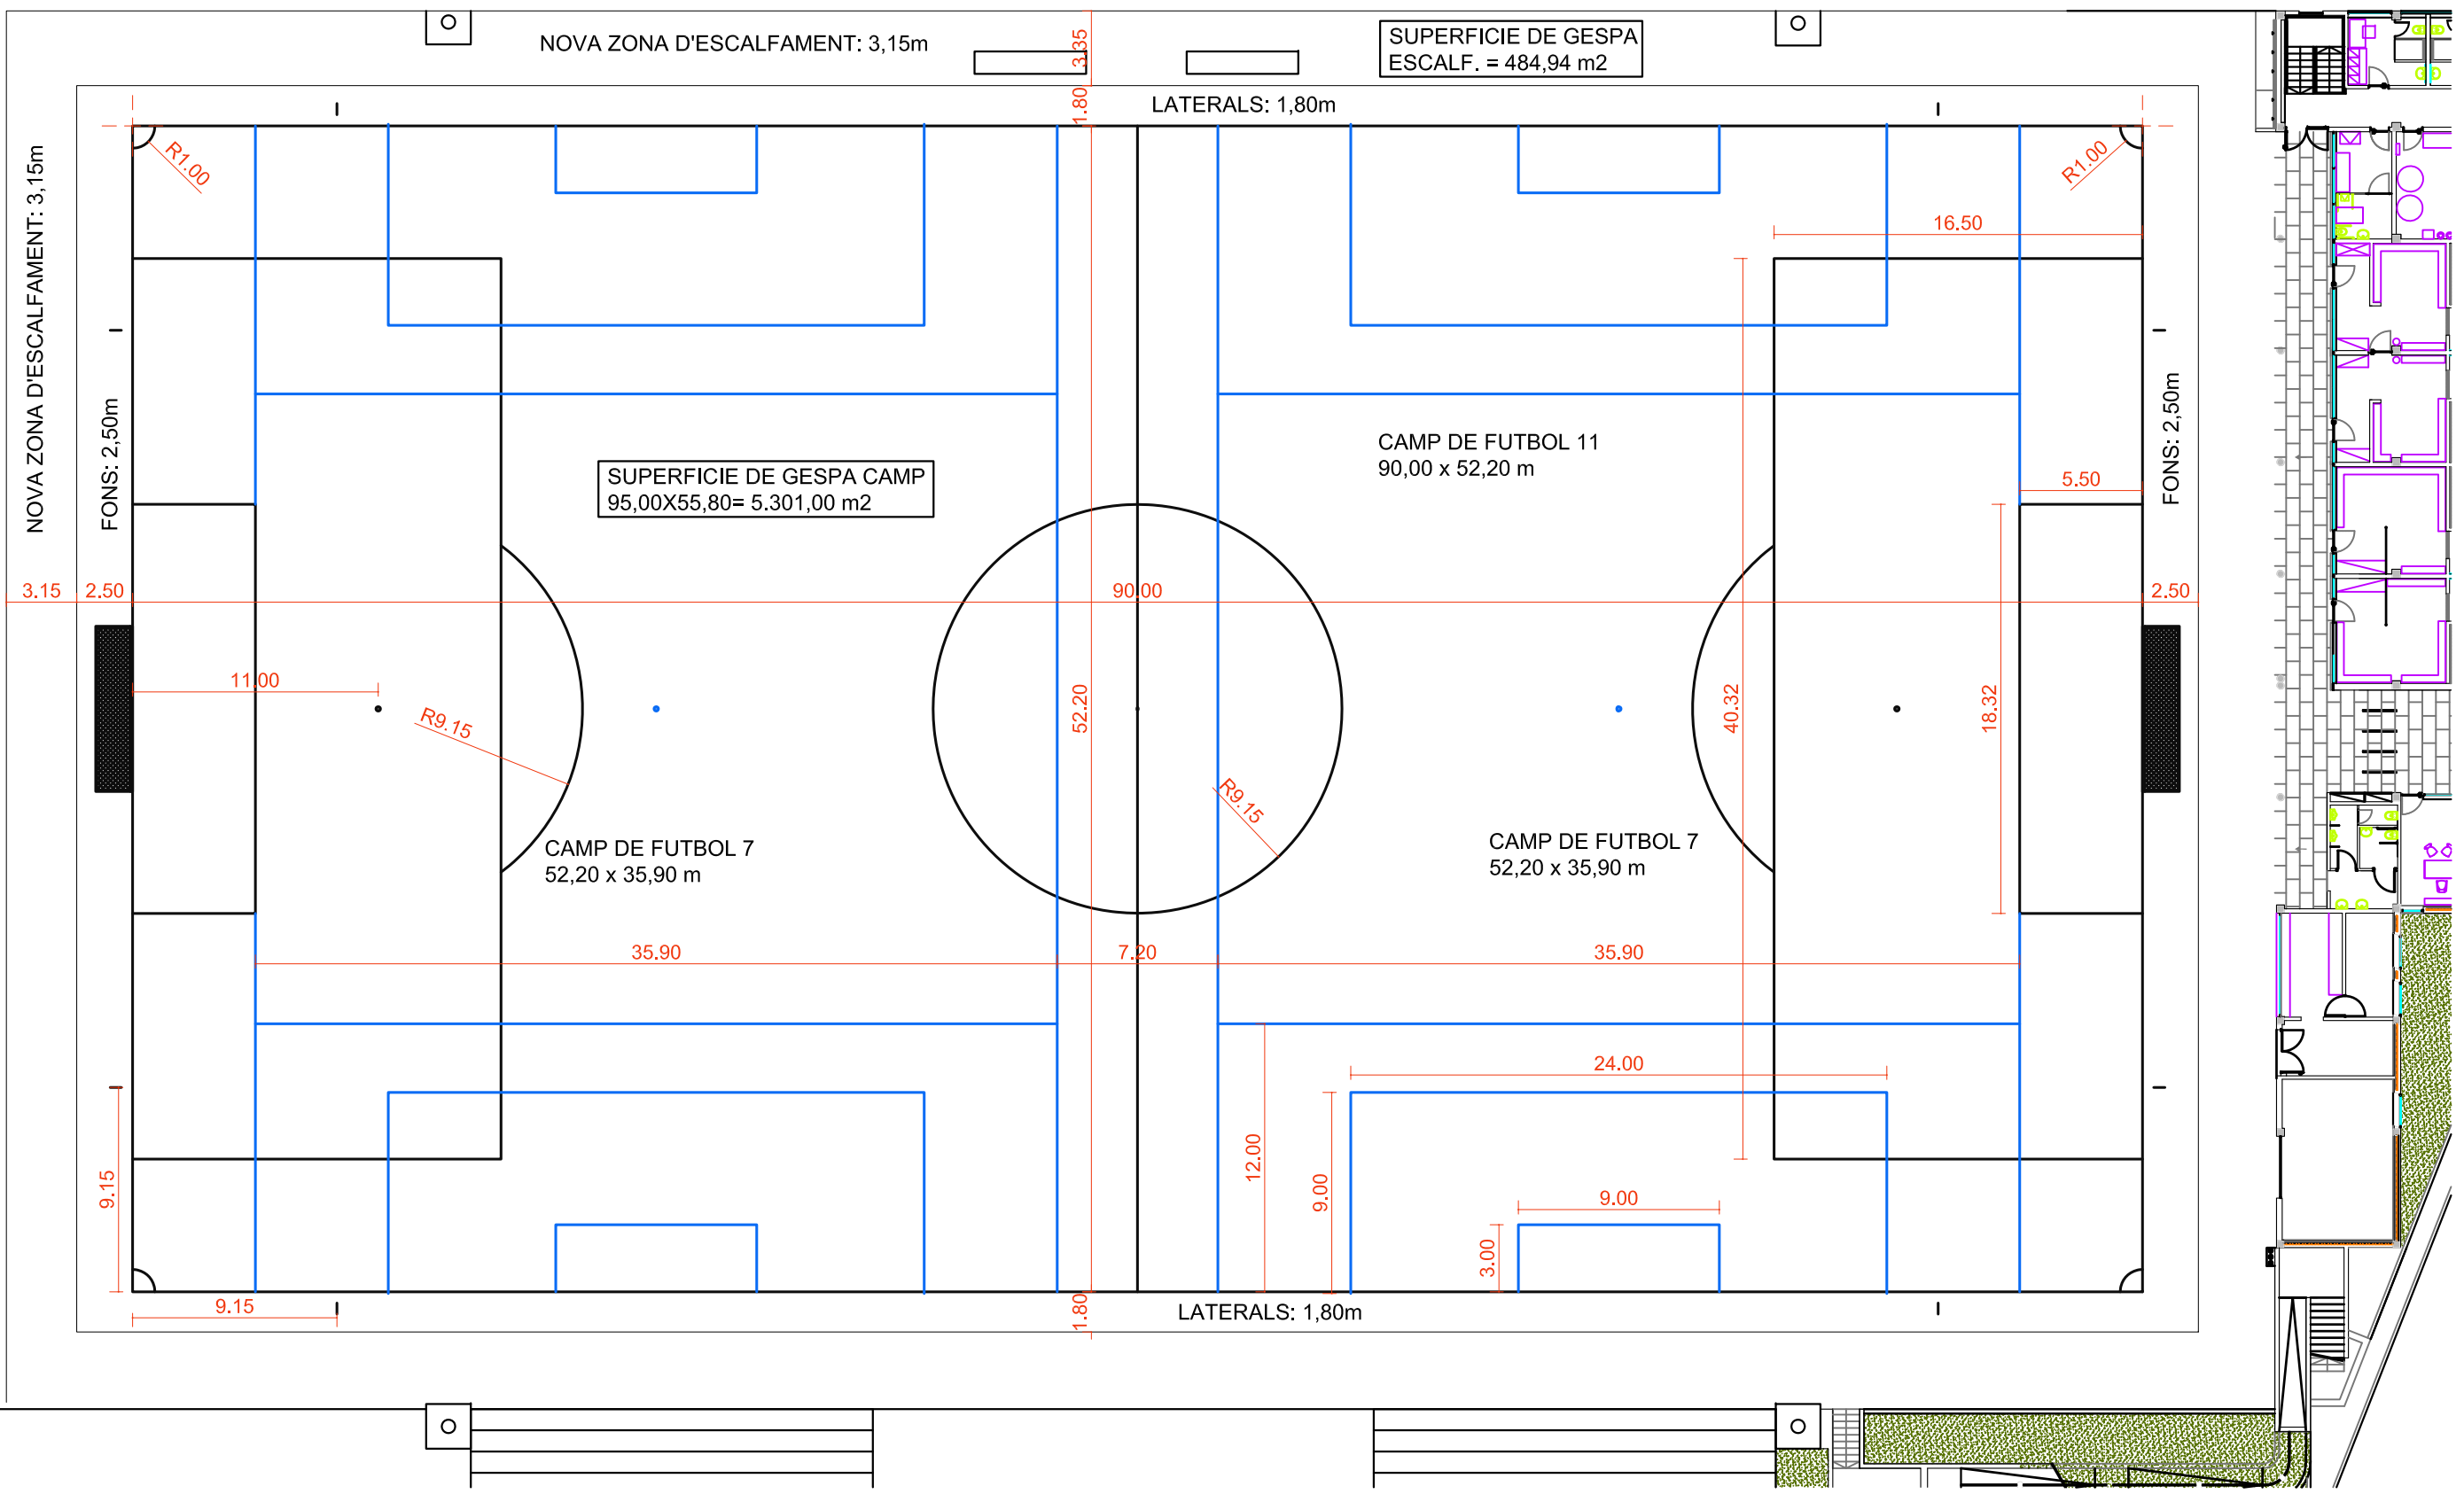 NOVA ZONA D'ESCALFAMENT: 3,15m
3.35
SUPERFICIE DE GESPA
ESCALF. = 484,94 m2
1.80
LATERALS: 1,80m
NOVA ZONA D'ESCALFAMENT: 3,15m
R1.00
R1.00
16.50
FONS: 2,50m
SUPERFICIE DE GESPA CAMP
95,00X55,80= 5.301,00 m2
CAMP DE FUTBOL 11
90,00 x 52,20 m
5.50
FONS: 2,50m
3.15
2.50
90.00
2.50
11.00
R9.15
52.20
40.32
18.32
R9.15
CAMP DE FUTBOL 7
52,20 x 35,90 m
CAMP DE FUTBOL 7
52,20 x 35,90 m
35.90
7.20
35.90
24.00
12.00
9.00
9.15
9.00
3.00
9.15
1.80
LATERALS: 1,80m